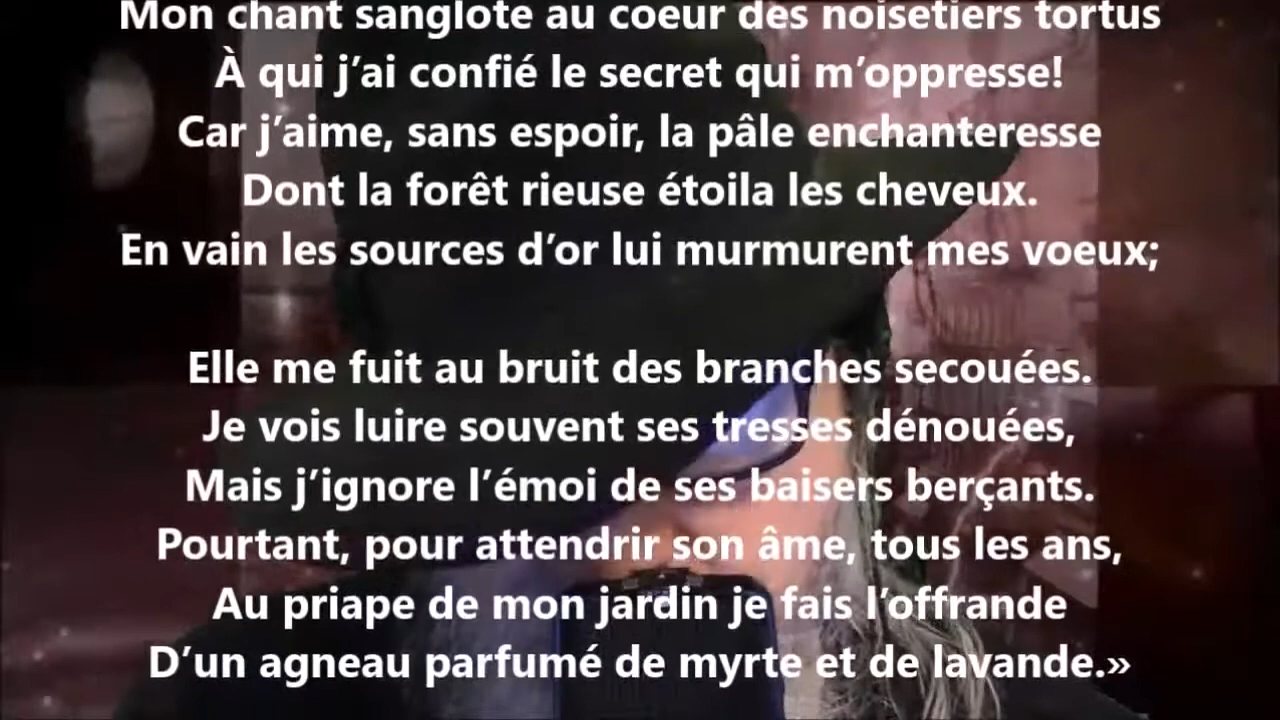 Mon chant sanglote au coeur des noisetiers tortus
À qui j’ai confié le secret qui m’oppresse!
Car j’aime, sans espoir, la pâle enchanteresse
Dont la forêt rieuse étoila les cheveux.
En vain les sources d’or lui murmurent mes voeux;
Elle me fuit au bruit des branches secouées.
Je vois luire souvent ses tresses dénouées,
Mais j’ignore l’émoi de ses baisers berçants.
Pourtant, pour attendrir son âme, tous les ans,
Au priape de mon jardin je fais l’offrande
D’un agneau parfumé de myrte et de lavande.»